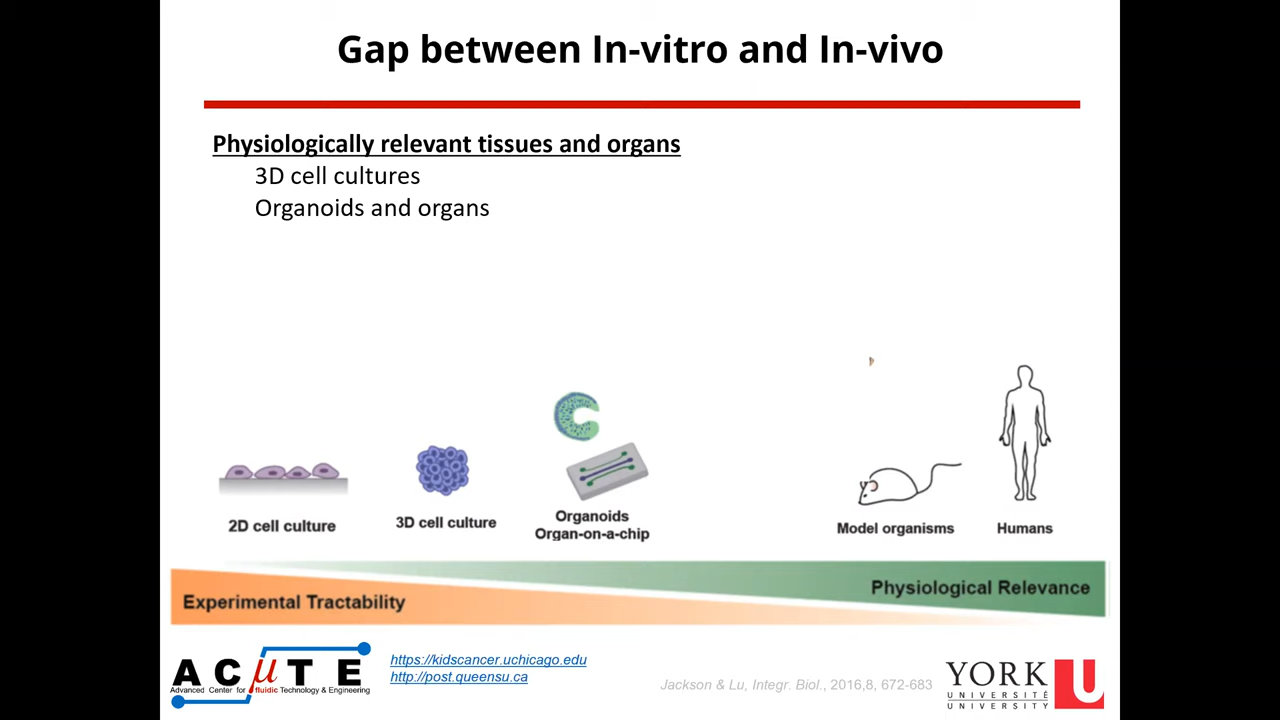 Gap between In-vitro and In-vivo
Physiologically relevant tissues and organs
3D cell cultures
Organoids and organs
2D cell culture
3D cell culture
Organoids
Organ-on-a-chip
Model organisms
Humans
Experimental Tractability
Physiological Relevance
ACμTE
Advanced Center for μfluidic Technology & Engineering
https://kidscancer.uchicago.edu
http://post.queensu.ca
Jackson & Lu, Integr. Biol., 2016,8, 672-683
YORK U
UNIVERSITÉ
UNIVERSITY